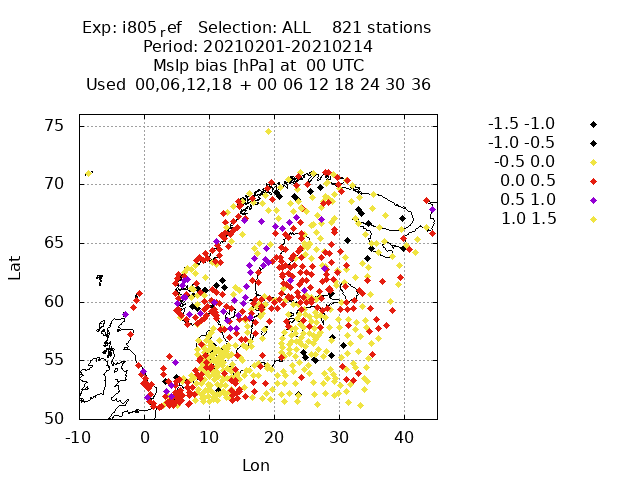 Exp: i805ref Selection: ALL 821 stations
Period: 20210201-20210214
Mslp bias [hPa] at 00 UTC
Used 00,06,12,18 + 00 06 12 18 24 30 36
75
70
65
60
55
50
Lat
-10 0 10 20 30 40
Lon
-1.5 -1.0
-1.0 -0.5
-0.5 0.0
0.0 0.5
0.5 1.0
1.0 1.5